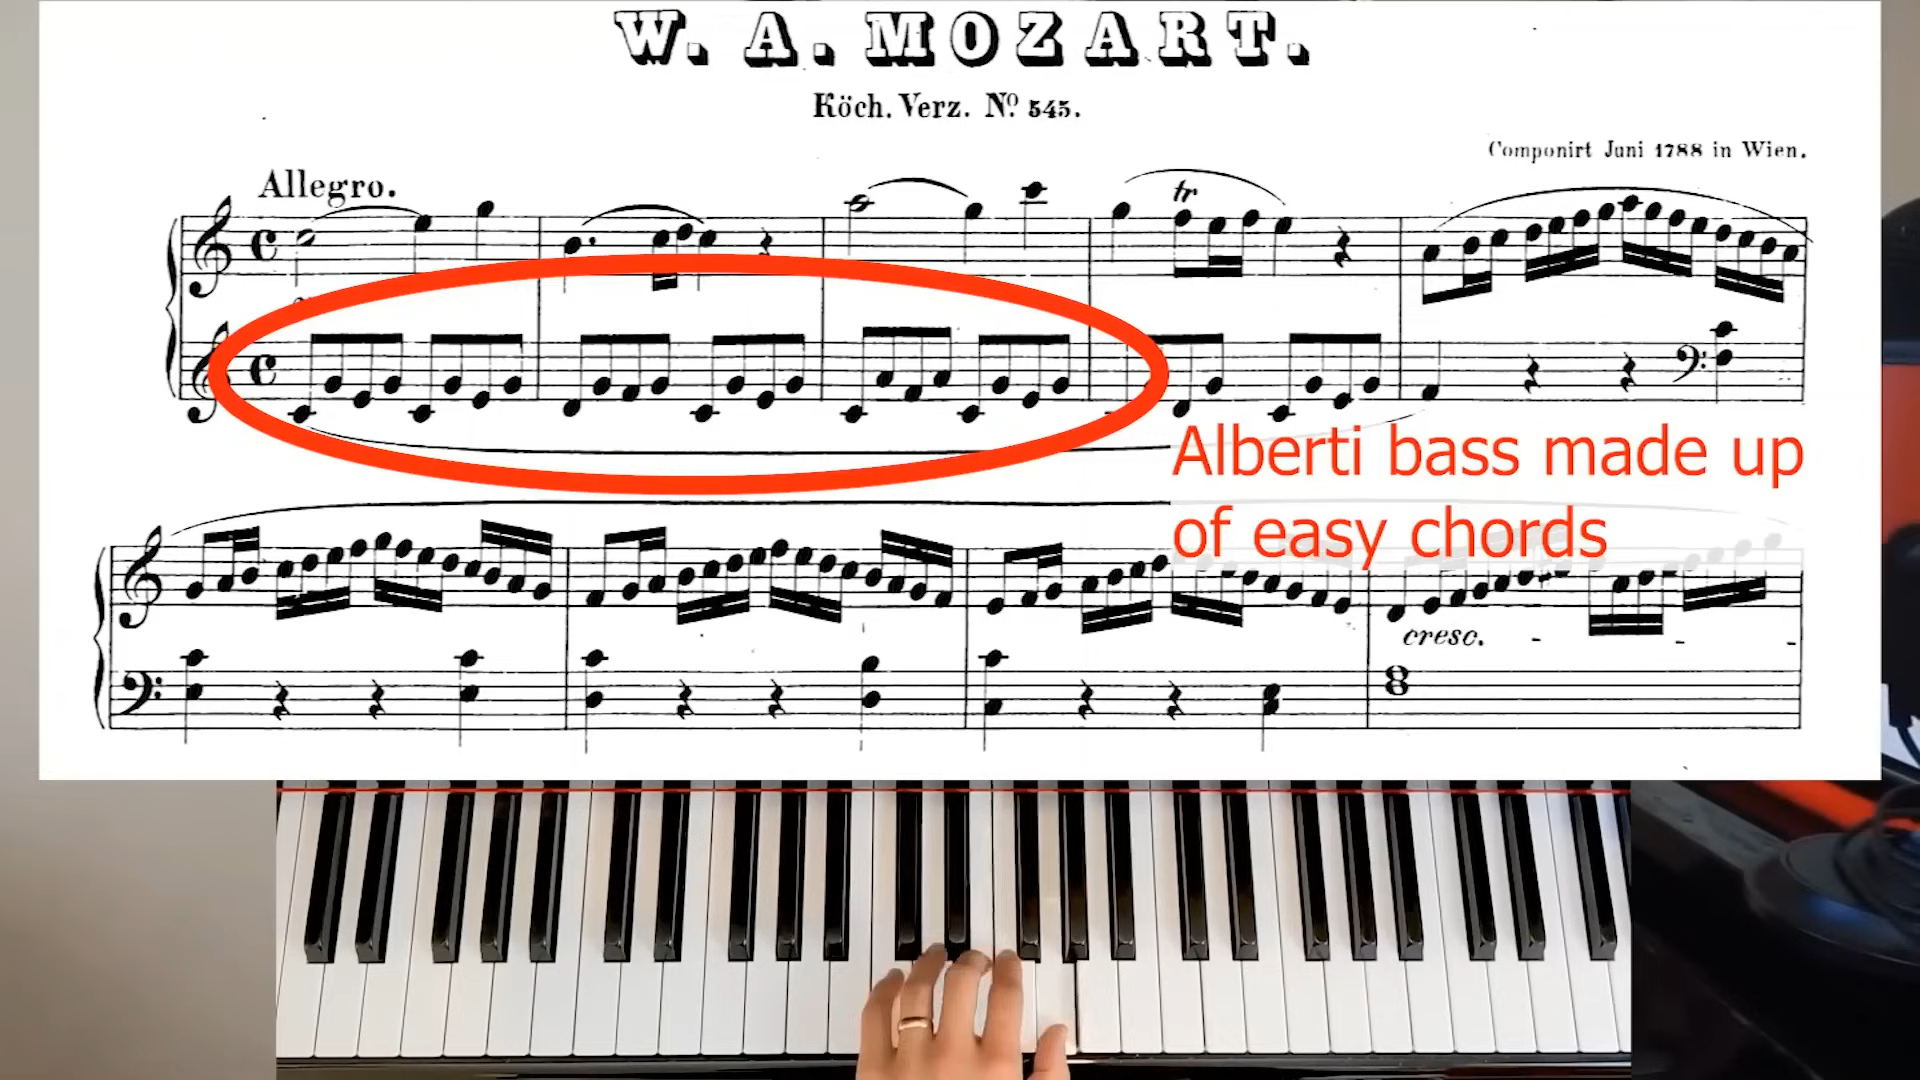 W. A. MOZART.
Köch. Verz. Nº 545.
Componirt Juni 1788 in Wien.
Allegro.
tr
Alberti bass made up
of easy chords
cresc. - - -